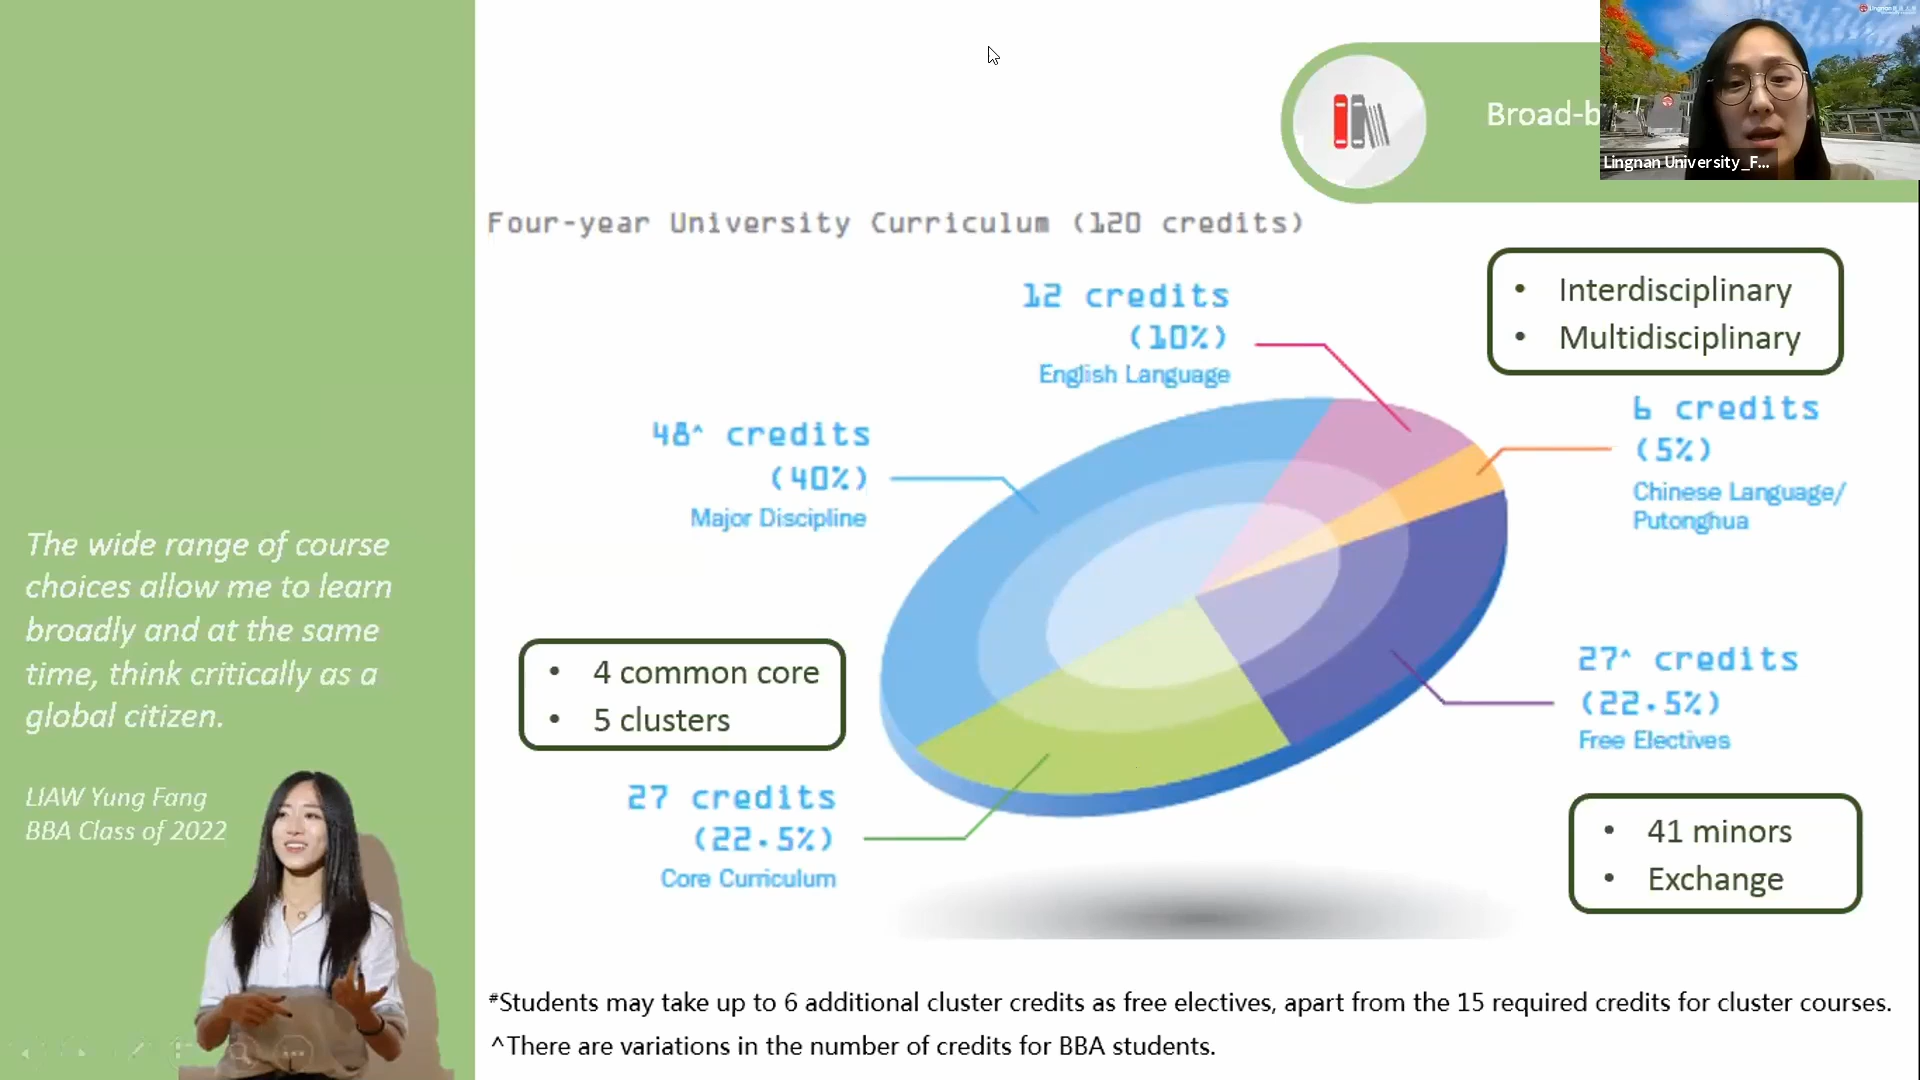 Broad-b
Lingnan University_F...
Four-year University Curriculum (120 credits)
12 credits
(10%)
English Language
• Interdisciplinary
• Multidisciplinary
48^ credits
(40%)
Major Discipline
6 credits
(5%)
Chinese Language/
Putonghua
The wide range of course
choices allow me to learn
broadly and at the same
time, think critically as a
global citizen.
LIAW Yung Fang
BBA Class of 2022
• 4 common core
• 5 clusters
27^ credits
(22.5%)
Free Electives
27 credits
(22.5%)
Core Curriculum
• 41 minors
• Exchange
#Students may take up to 6 additional cluster credits as free electives, apart from the 15 required credits for cluster courses.
^There are variations in the number of credits for BBA students.